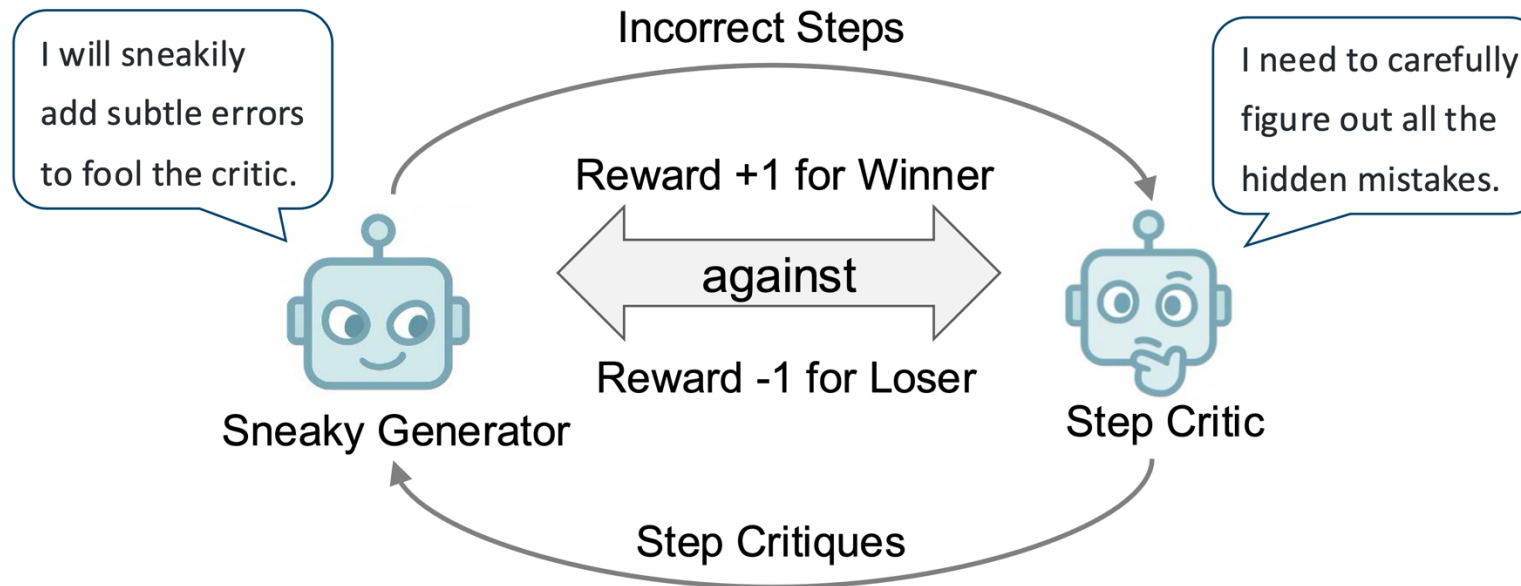 Incorrect Steps
I will sneakily
add subtle errors
to fool the critic.
I need to carefully
figure out all the
hidden mistakes.
Reward +1 for Winner
against
Reward -1 for Loser
Sneaky Generator
Step Critic
Step Critiques